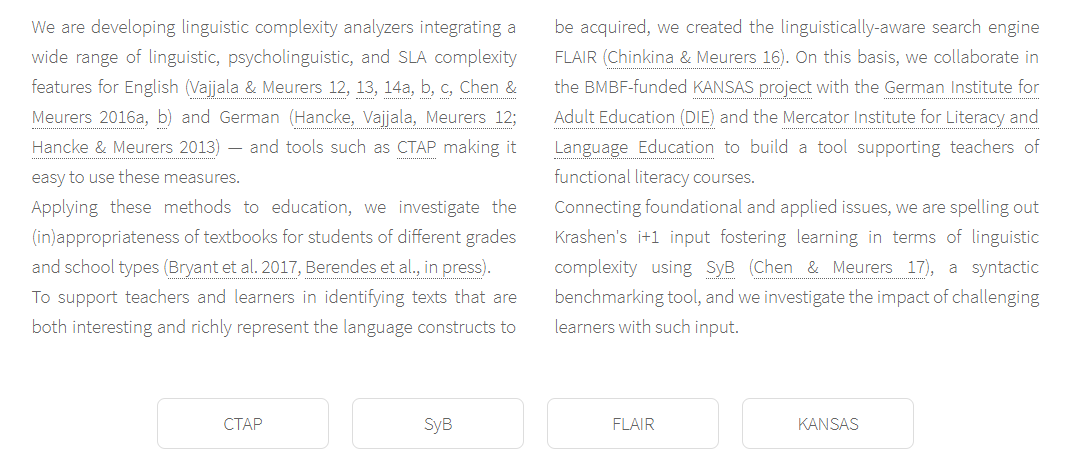 We are developing linguistic complexity analyzers integrating a
wide range of linguistic, psycholinguistic, and SLA complexity
features for English (Vajjala & Meurers 12, 13, 14a, b, c, Chen &
Meurers 2016a, b) and German (Hancke, Vajjala, Meurers 12;
Hancke & Meurers 2013) — and tools such as CTAP making it
easy to use these measures.
Applying these methods to education, we investigate the
(in)appropriateness of textbooks for students of different grades
and school types (Bryant et al. 2017, Berendes et al., in press).
To support teachers and learners in identifying texts that are
both interesting and richly represent the language constructs to
be acquired, we created the linguistically-aware search engine
FLAIR (Chinkina & Meurers 16). On this basis, we collaborate in
the BMBF-funded KANSAS project with the German Institute for
Adult Education (DIE) and the Mercator Institute for Literacy and
Language Education to build a tool supporting teachers of
functional literacy courses.
Connecting foundational and applied issues, we are spelling out
Krashen's i+1 input fostering learning in terms of linguistic
complexity using SyB (Chen & Meurers 17), a syntactic
benchmarking tool, and we investigate the impact of challenging
learners with such input.
CTAP
SyB
FLAIR
KANSAS